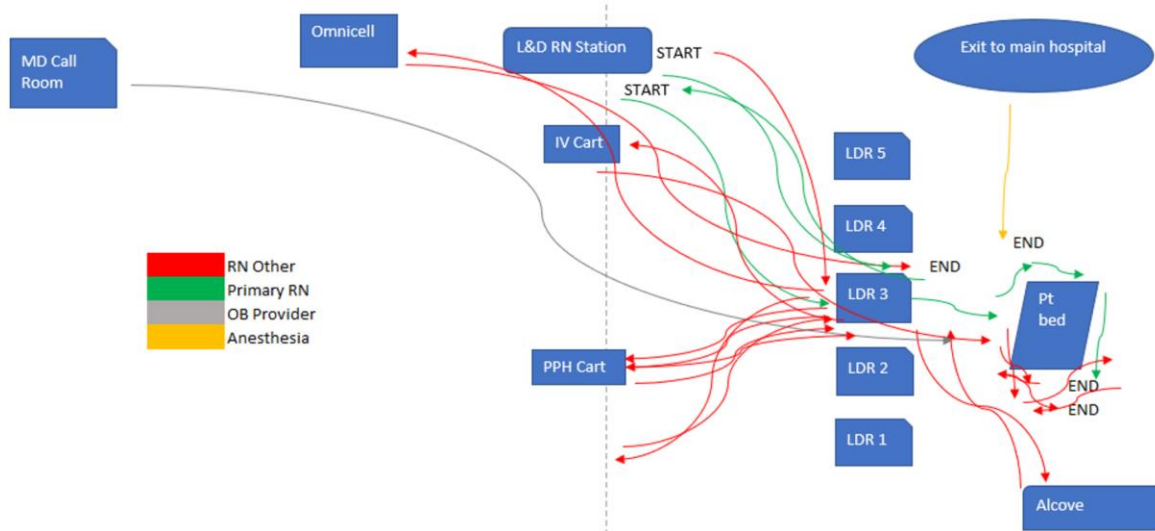 Omnicell
L&D RN Station
START
Exit to main hospital
MD Call
Room
START
IV Cart
LDR 5
LDR 4
END
END
RN Other
Primary RN
OB Provider
Anesthesia
LDR 3
Pt
bed
PPH Cart
LDR 2
END
END
LDR 1
Alcove